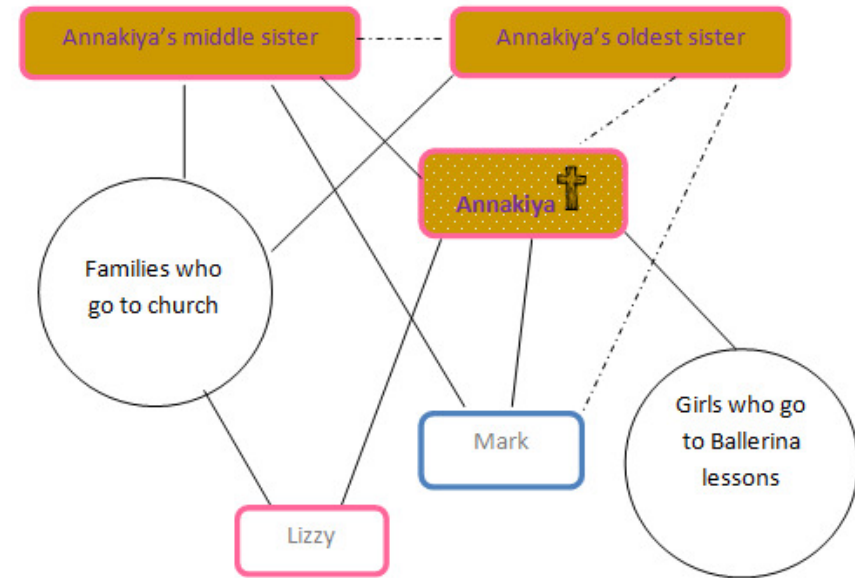 Annakiya’s middle sister
Annakiya’s oldest sister
Annakiya
Families who
go to church
Mark
Girls who go
to Ballerina
lessons
Lizzy